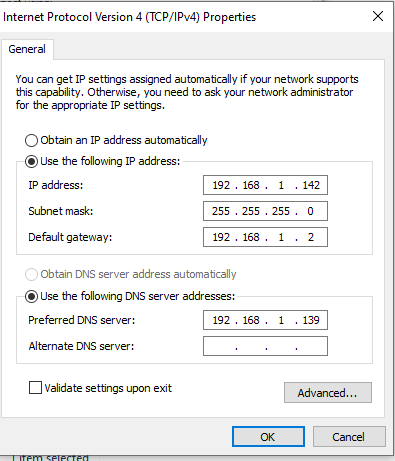 Internet Protocol Version 4 (TCP/IPv4) Properties
General
You can get IP settings assigned automatically if your network supports
this capability. Otherwise, you need to ask your network administrator
for the appropriate IP settings.
Obtain an IP address automatically
Use the following IP address:
IP address: 192 . 168 . 1 . 142
Subnet mask: 255 . 255 . 255 . 0
Default gateway: 192 . 168 . 1 . 2
Obtain DNS server address automatically
Use the following DNS server addresses:
Preferred DNS server: 192 . 168 . 1 . 139
Alternate DNS server: . . .
Validate settings upon exit
Advanced...
OK Cancel
1 item selected